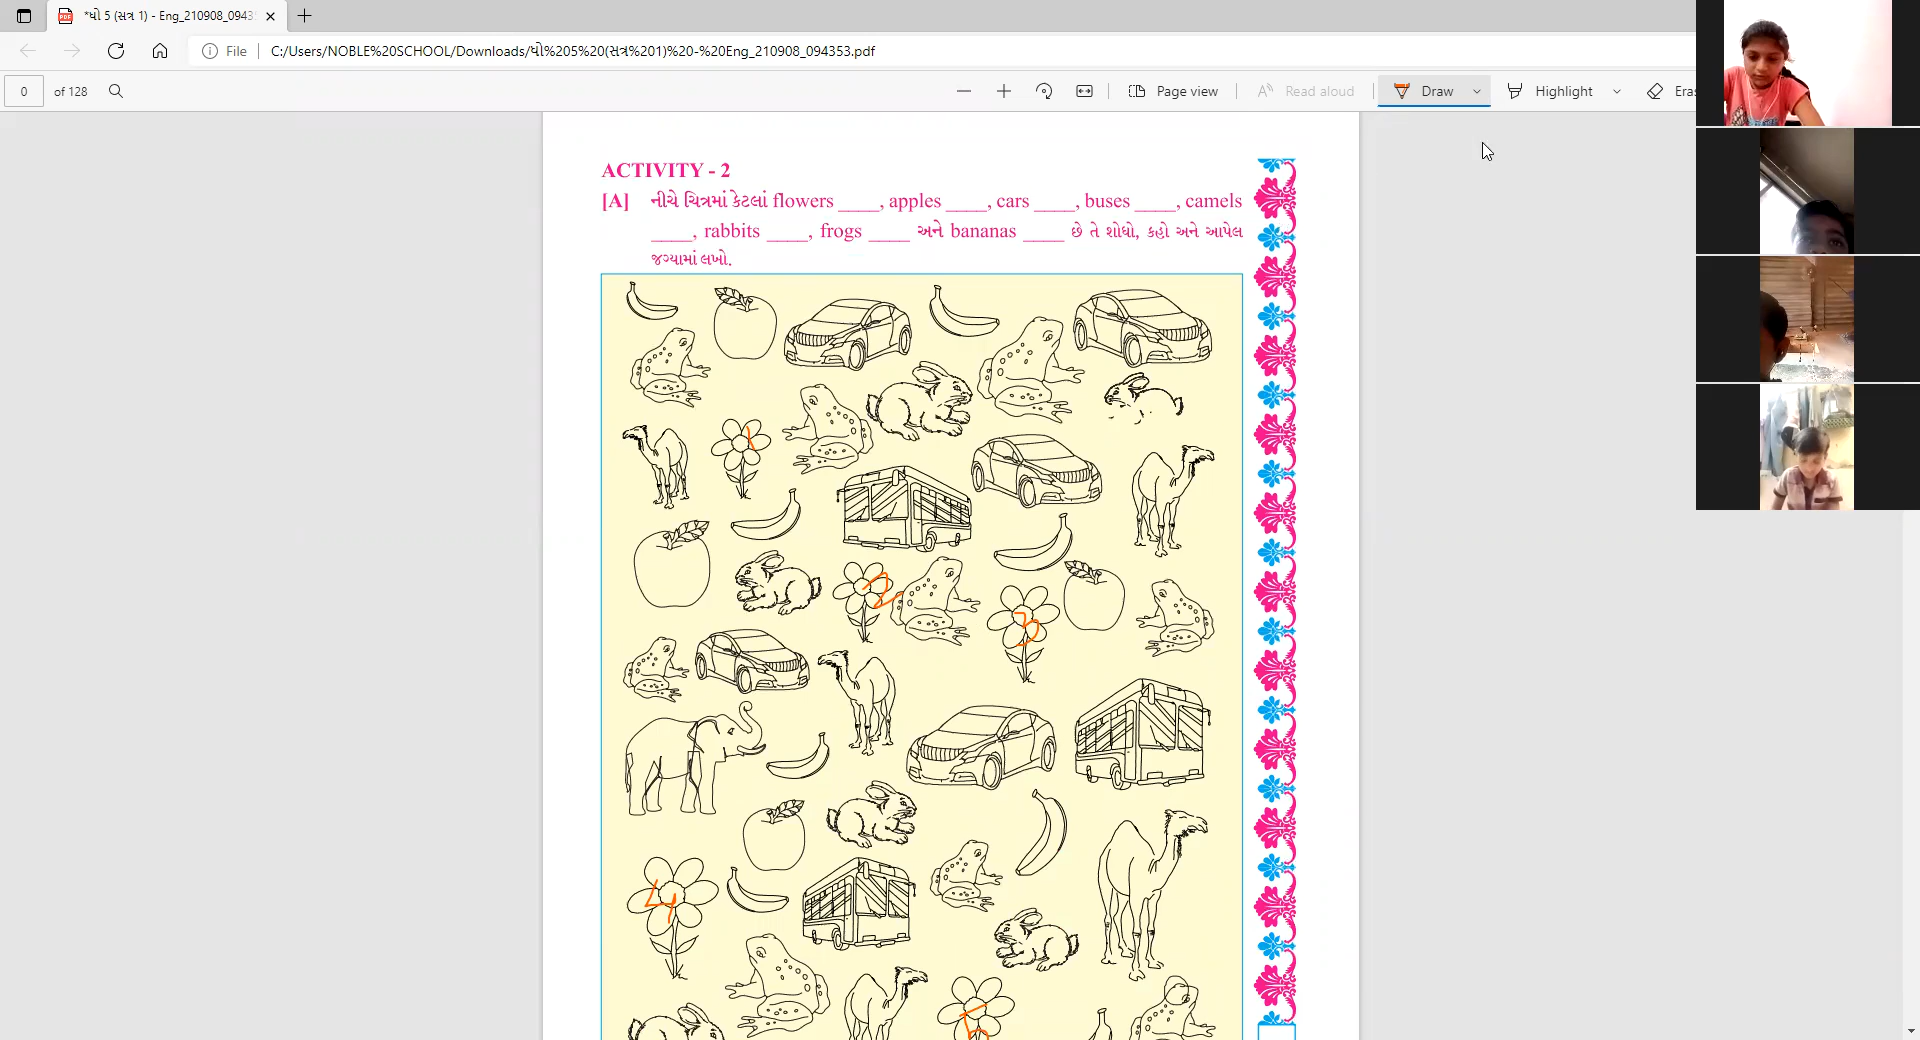 *ધો 5 (સત્ર 1) - Eng_210908_0943
File
C:/Users/NOBLE%20SCHOOL/Downloads/ધો%205%20(સત્ર%201)%20-%20Eng_210908_094353.pdf
0 of 128
Page view
Read aloud
Draw
Highlight
Eras
ACTIVITY - 2
[A] નીચે ચિત્રમાં કેટલાં flowers ____, apples ____, cars ____, buses ____, camels
____, rabbits ____, frogs ____ અને bananas ____ છે તે શોધો, કહો અને આપેલ
જગ્યામાં લખો.
1
2
3
4
5